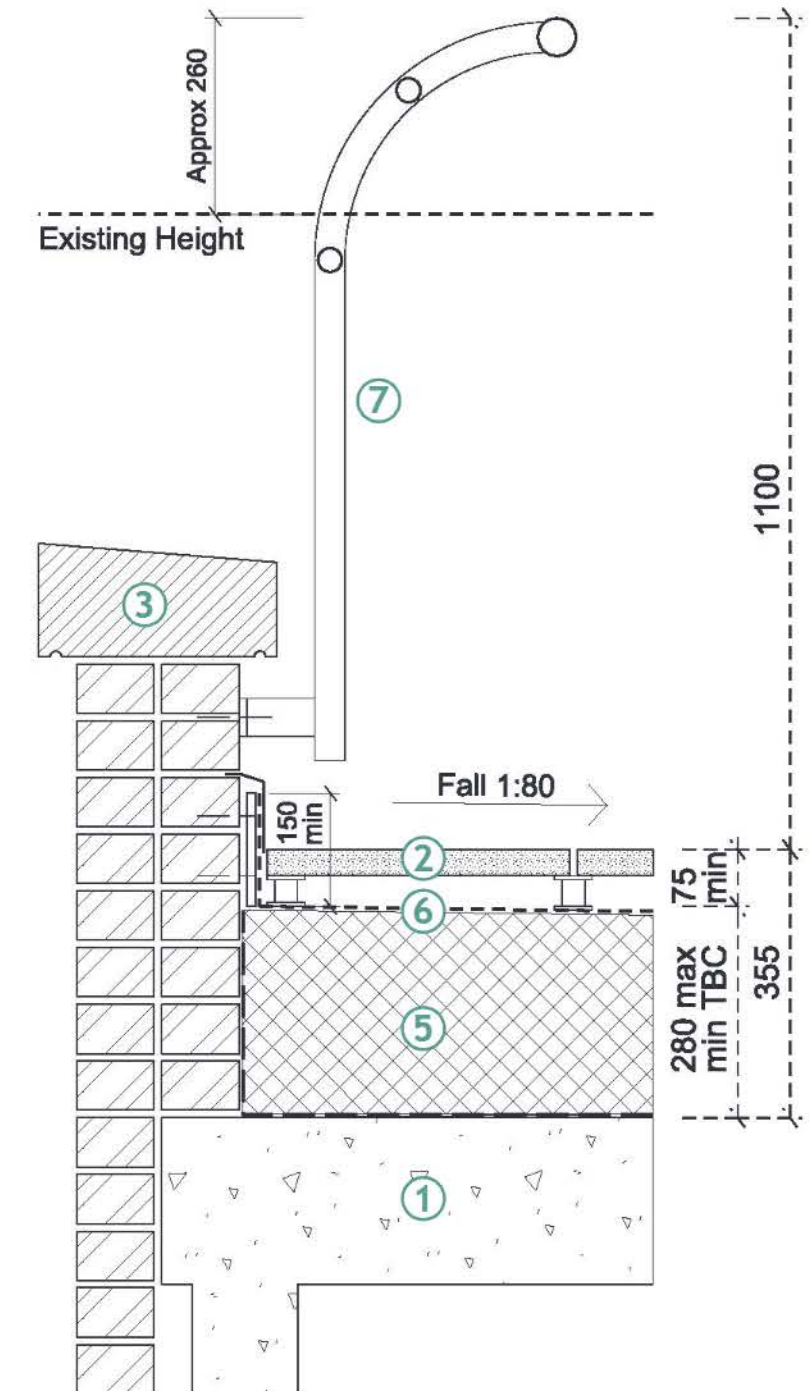 Approx 260
Existing Height
⑦
1100
③
Fall 1:80
150
min
②
75
min
⑥
280 max
min TBC
355
⑤
①